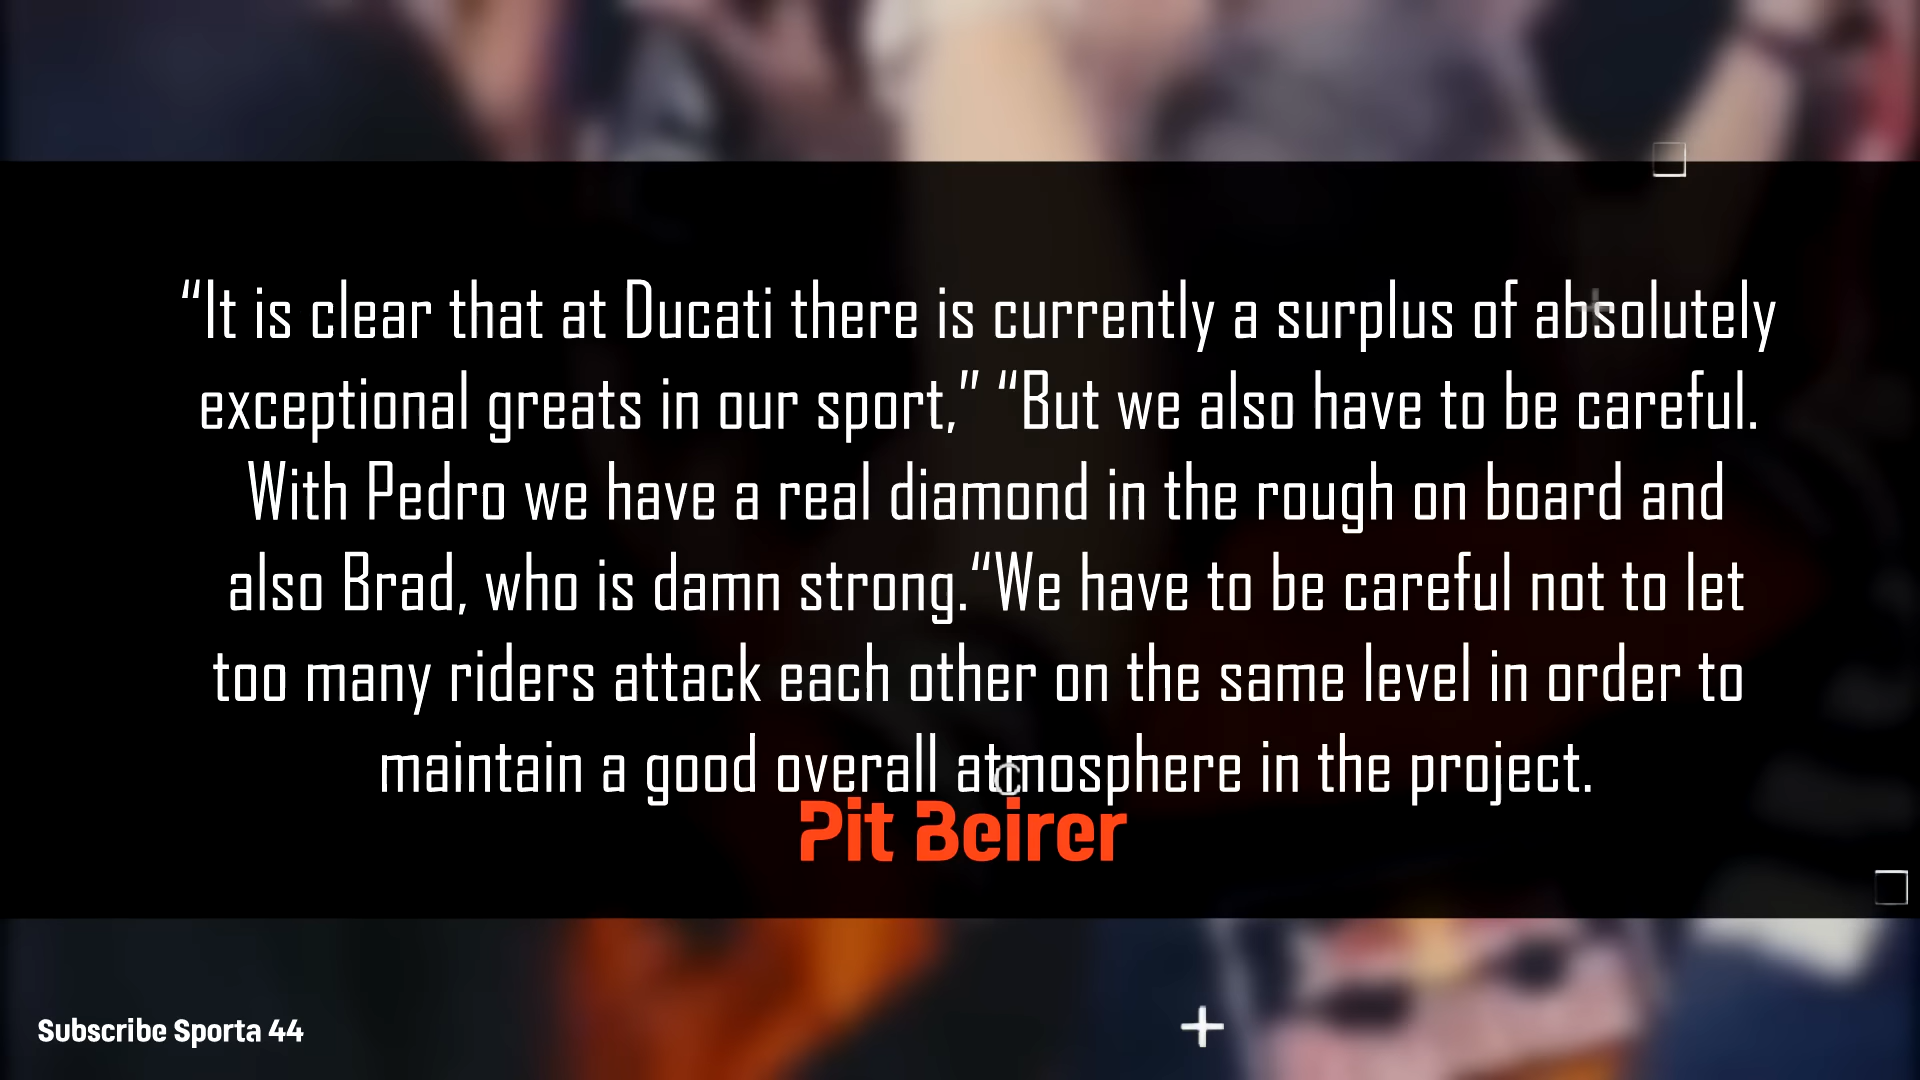 “It is clear that at Ducati there is currently a surplus of absolutely
exceptional greats in our sport,” “But we also have to be careful.
With Pedro we have a real diamond in the rough on board and
also Brad, who is damn strong.“We have to be careful not to let
too many riders attack each other on the same level in order to
maintain a good overall atmosphere in the project.
Pit Beirer
Subscribe Sporta 44